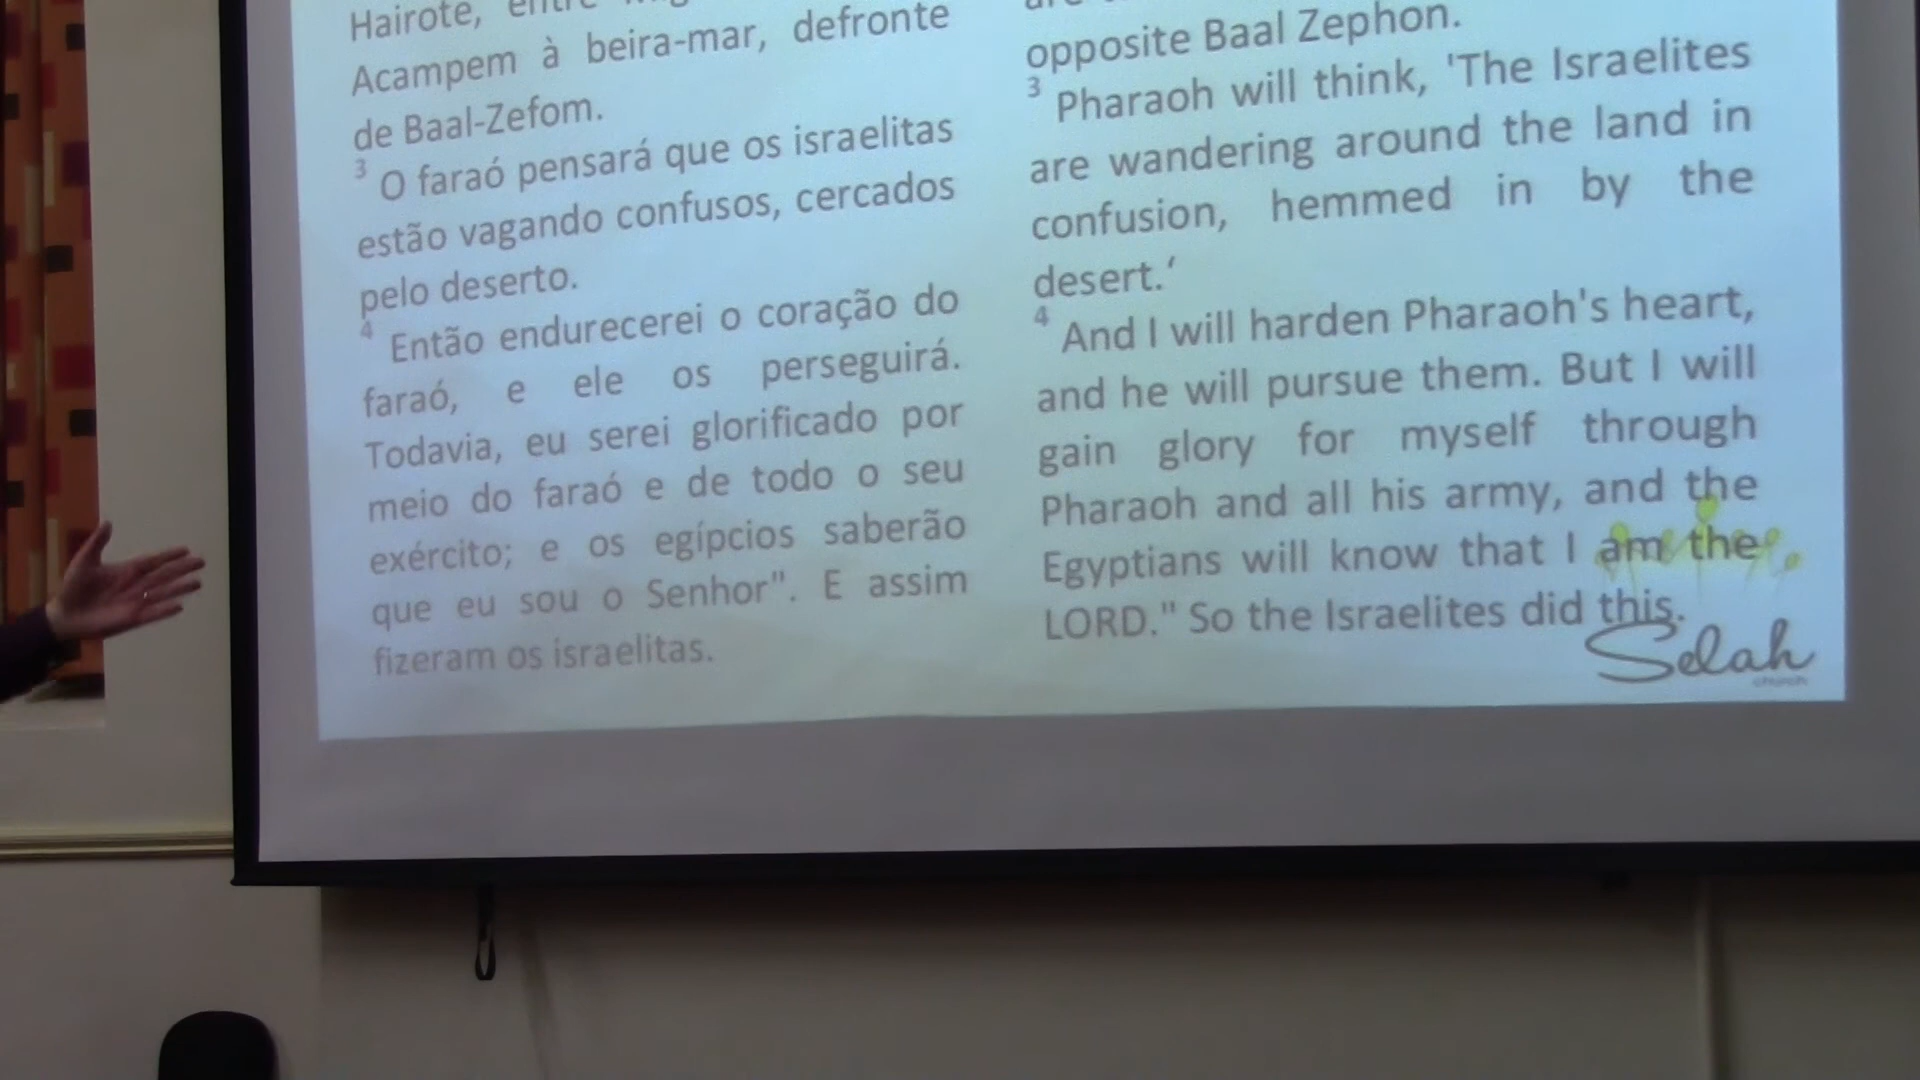 Hairote,
Acampem à beira-mar, defronte
de Baal-Zefom.
3 O faraó pensará que os israelitas
estão vagando confusos, cercados
pelo deserto.
4 Então endurecerei o coração do
faraó, e ele os perseguirá.
Todavia, eu serei glorificado por
meio do faraó e de todo o seu
exército; e os egípcios saberão
que eu sou o Senhor". E assim
fizeram os israelitas.
opposite Baal Zephon.
3 Pharaoh will think, 'The Israelites
are wandering around the land in
confusion, hemmed in by the
desert.‘
4 And I will harden Pharaoh's heart,
and he will pursue them. But I will
gain glory for myself through
Pharaoh and all his army, and the
Egyptians will know that I am the
LORD." So the Israelites did this.
Selah
church